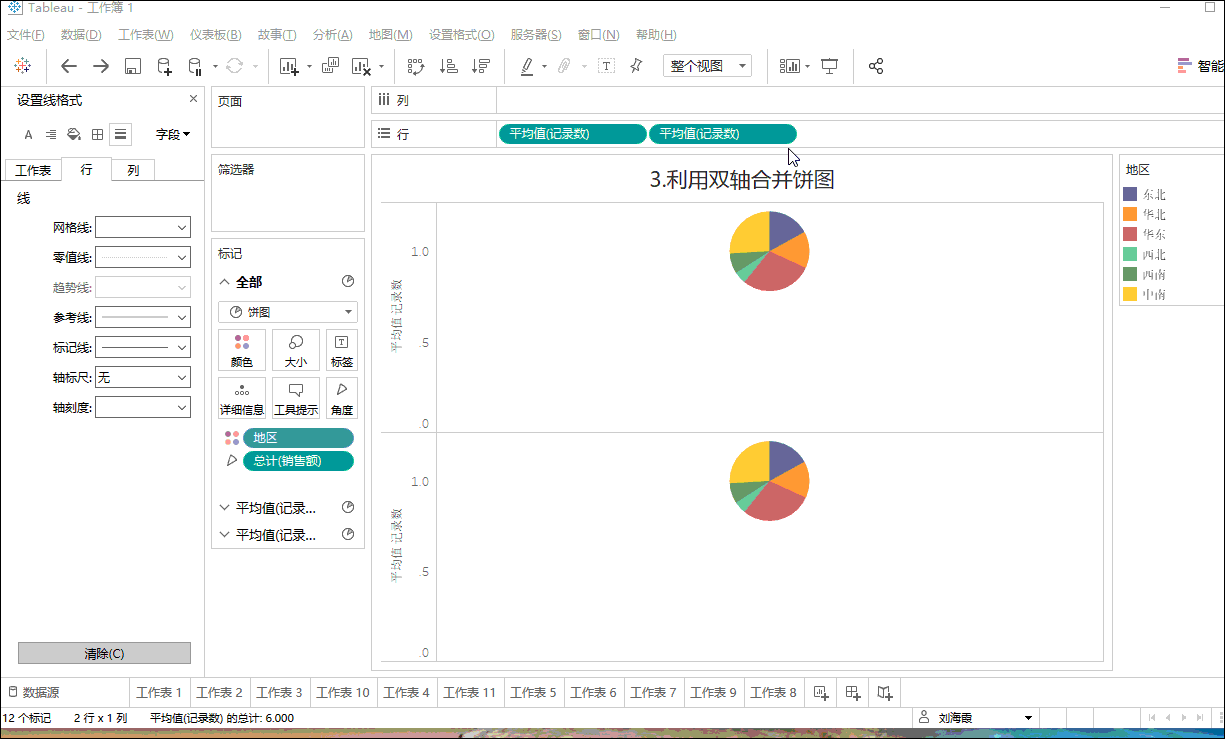 Tableau - 工作簿 1
文件(F) 数据(D) 工作表(W) 仪表板(B) 故事(T) 分析(A) 地图(M) 设置格式(O) 服务器(S) 窗口(N) 帮助(H)
整个视图
智能
设置线格式
A 字段
工作表 行 列
线
网格线:
零值线:
趋势线:
参考线:
标记线:
轴标尺: 无
轴刻度:
清除(C)
页面
筛选器
标记
全部
饼图
颜色 大小 标签
详细信息 工具提示 角度
地区
总计(销售额)
平均值(记录...
平均值(记录...
列
行 平均值(记录数) 平均值(记录数)
3.利用双轴合并饼图
平均值 记录数
1.0
.5
.0
平均值 记录数
1.0
.5
.0
地区
东北
华北
华东
西北
西南
中南
数据源 工作表 1 工作表 2 工作表 3 工作表 10 工作表 4 工作表 11 工作表 5 工作表 6 工作表 7 工作表 9 工作表 8
12 个标记 2 行 x 1 列 平均值(记录数) 的总计: 6.000 刘海霞